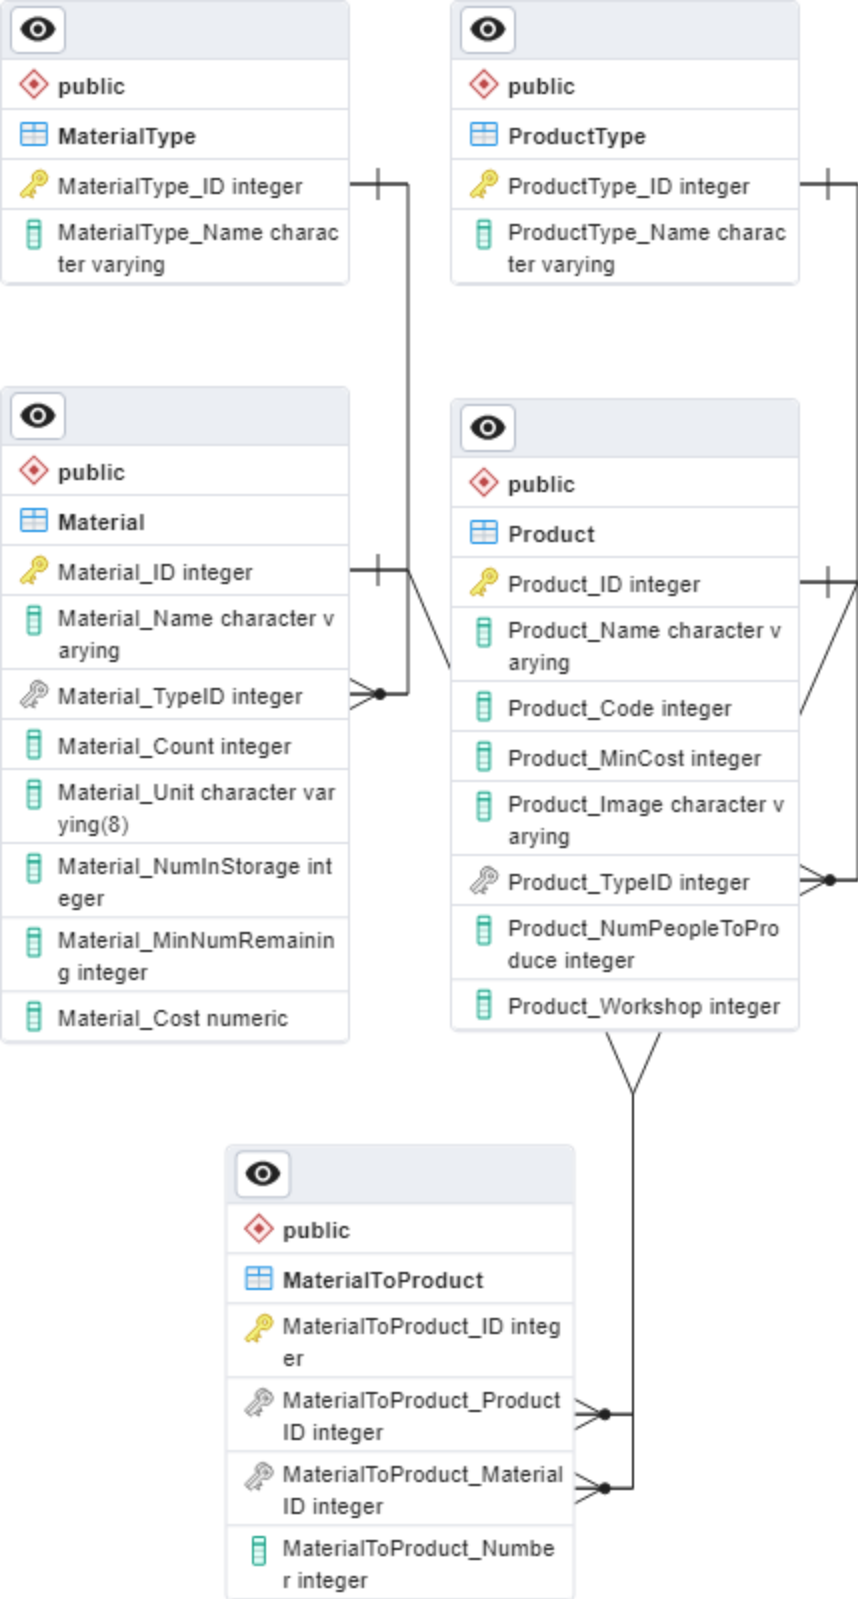 public
MaterialType
MaterialType_ID integer
MaterialType_Name charac
ter varying
public
ProductType
ProductType_ID integer
ProductType_Name charac
ter varying
public
Material
Material_ID integer
Material_Name character v
arying
Material_TypeID integer
Material_Count integer
Material_Unit character var
ying(8)
Material_NumInStorage int
eger
Material_MinNumRemainin
g integer
Material_Cost numeric
public
Product
Product_ID integer
Product_Name character v
arying
Product_Code integer
Product_MinCost integer
Product_Image character v
arying
Product_TypeID integer
Product_NumPeopleToPro
duce integer
Product_Workshop integer
public
MaterialToProduct
MaterialToProduct_ID integ
er
MaterialToProduct_Product
ID integer
MaterialToProduct_Material
ID integer
MaterialToProduct_Numbe
r integer